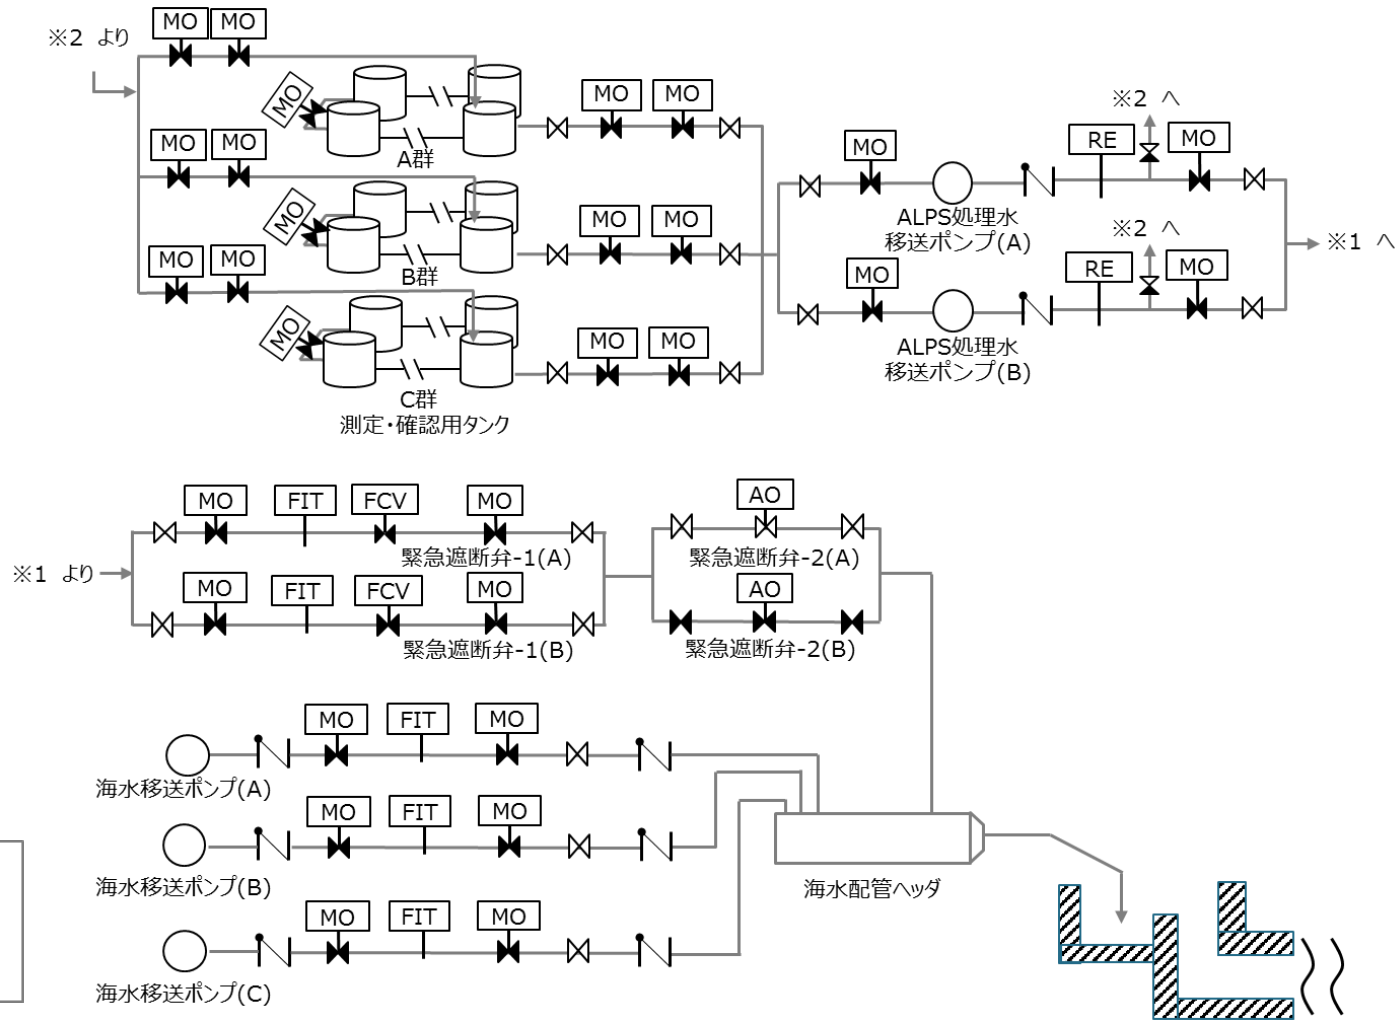 MO MO
※2 より
MO
MO MO
※2 へ
MO RE MO
A群
MO MO
ALPS処理水
移送ポンプ(A)
MO
MO MO
※2 へ
※1 へ
B群
MO MO
MO RE MO
MO
MO MO
ALPS処理水
移送ポンプ(B)
C群
測定・確認用タンク
MO FIT FCV MO AO
緊急遮断弁-1(A) 緊急遮断弁-2(A)
※1 より
MO FIT FCV MO AO
緊急遮断弁-1(B) 緊急遮断弁-2(B)
MO FIT MO
海水移送ポンプ(A)
MO FIT MO
海水移送ポンプ(B)
海水配管ヘッダ
MO FIT MO
海水移送ポンプ(C)